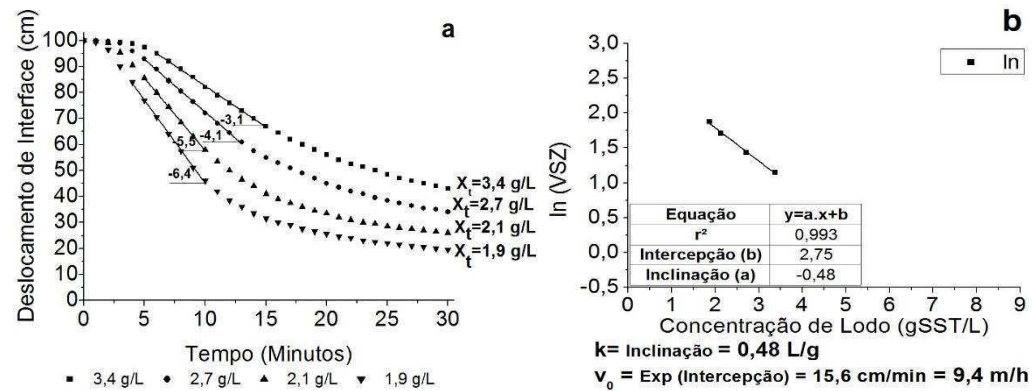 a
Deslocamento de Interface (cm)
100
90
80
70
60
50
40
30
20
10
0
-3,1
-4,1
-5,5
-6,4
Xt=3,4 g/L
Xt=2,7 g/L
Xt=2,1 g/L
Xt=1,9 g/L
0 5 10 15 20 25 30
Tempo (Minutos)
3,4 g/L 2,7 g/L 2,1 g/L 1,9 g/L
b
ln (VSZ)
3,0
2,5
2,0
1,5
1,0
0,5
0,0
-0,5
ln
Equação y=a.x+b
r² 0,993
Intercepção (b) 2,75
Inclinação (a) -0,48
0 1 2 3 4 5 6 7 8 9
Concentração de Lodo (gSST/L)
k= Inclinação = 0,48 L/g
v0 = Exp (Intercepção) = 15,6 cm/min = 9,4 m/h